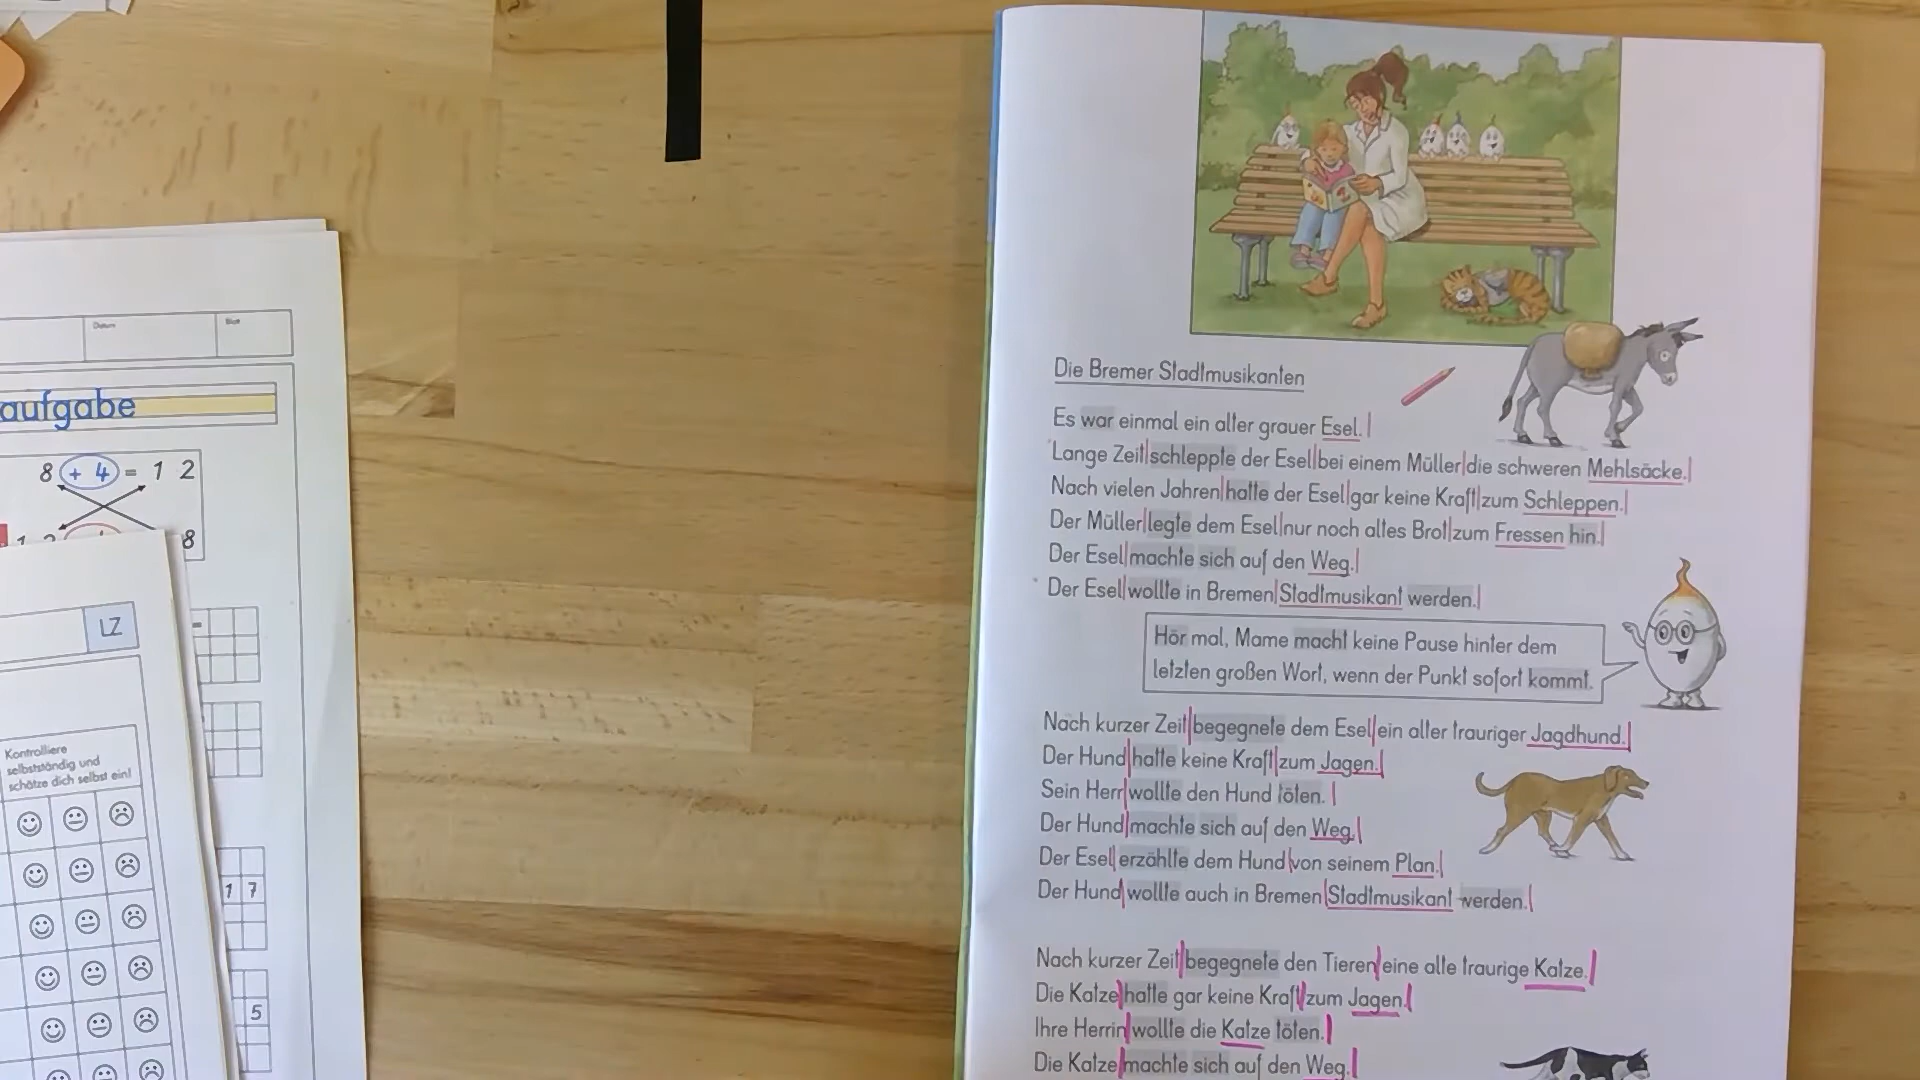 Datum
Blatt
aufgabe
8 + 4 = 1 2
8
LZ
Kontrolliere
selbstständig und
schätze dich selbst ein!
1 7
5
Die Bremer Stadtmusikanten
Es war einmal ein alter grauer Esel.
Lange Zeit schleppte der Esel bei einem Müller die schweren Mehlsäcke.
Nach vielen Jahren hatte der Esel gar keine Kraft zum Schleppen.
Der Müller legte dem Esel nur noch altes Brot zum Fressen hin.
Der Esel machte sich auf den Weg.
Der Esel wollte in Bremen Stadtmusikant werden.
Hör mal, Mame macht keine Pause hinter dem
letzten großen Wort, wenn der Punkt sofort kommt.
Nach kurzer Zeit begegnete dem Esel ein alter trauriger Jagdhund.
Der Hund hatte keine Kraft zum Jagen.
Sein Herr wollte den Hund töten.
Der Hund machte sich auf den Weg.
Der Esel erzählte dem Hund von seinem Plan.
Der Hund wollte auch in Bremen Stadtmusikant werden.
Nach kurzer Zeit begegnete den Tieren eine alte traurige Katze.
Die Katze hatte gar keine Kraft zum Jagen.
Ihre Herrin wollte die Katze töten.
Die Katze machte sich auf den Weg.